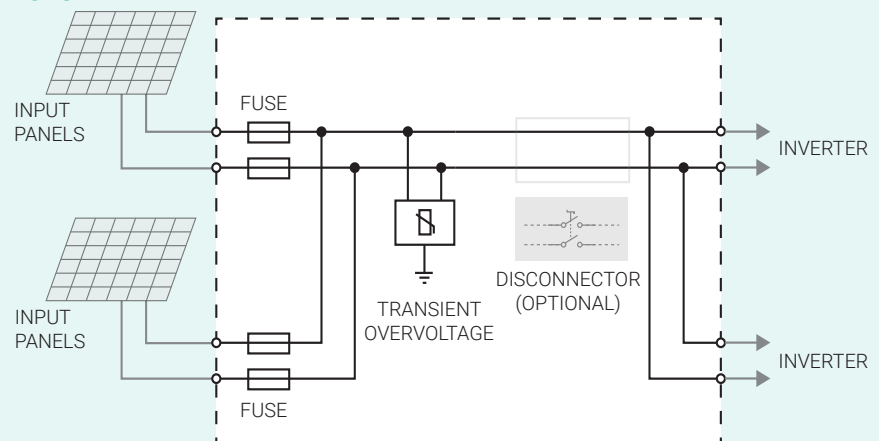 INPUT
PANELS
FUSE
INVERTER
DISCONNECTOR
(OPTIONAL)
TRANSIENT
OVERVOLTAGE
INPUT
PANELS
INVERTER
FUSE